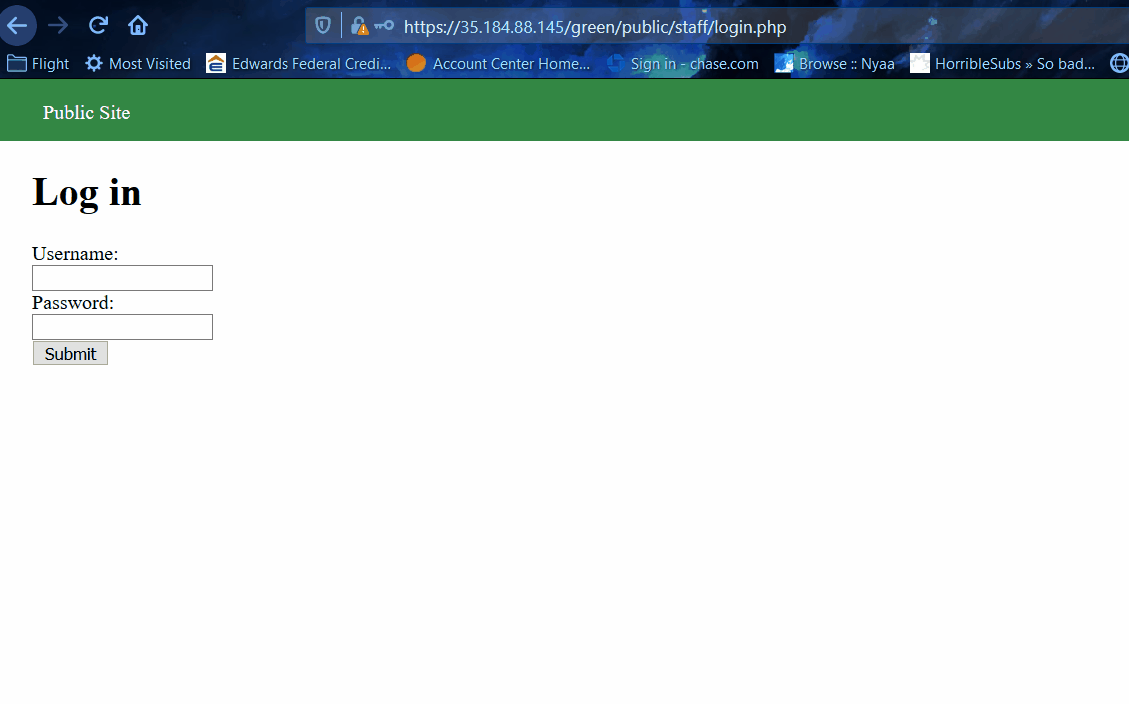 https://35.184.88.145/green/public/staff/login.php
Flight Most Visited Edwards Federal Credi... Account Center Home... Sign in - chase.com Browse :: Nyaa HorribleSubs » So bad...
Public Site
Log in
Username:
Password:
Submit